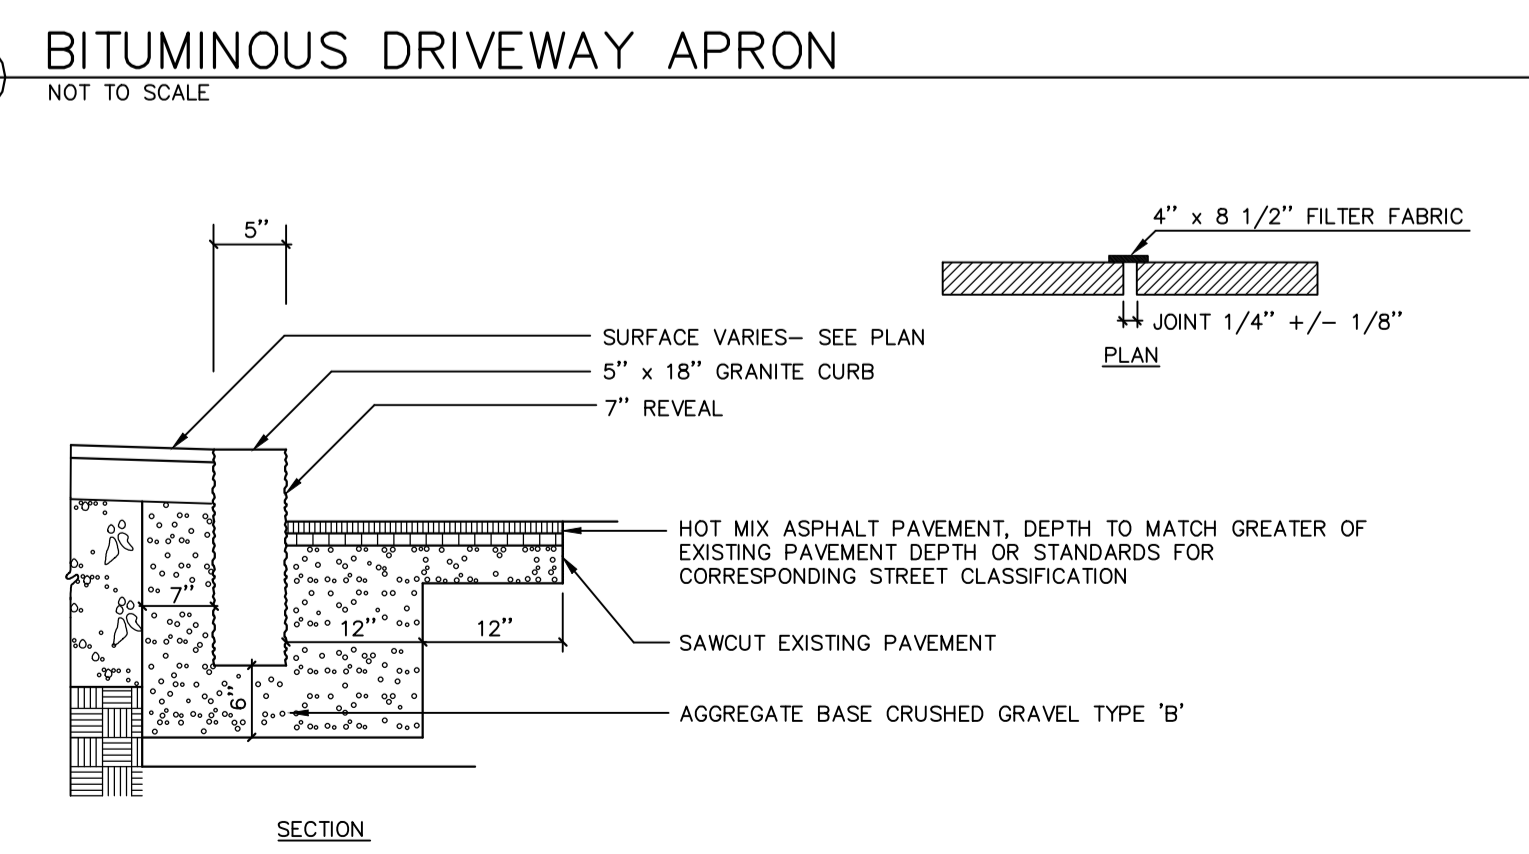 BITUMINOUS DRIVEWAY APRON
NOT TO SCALE
4" x 8 1/2" FILTER FABRIC
5"
JOINT 1/4" +/- 1/8"
PLAN
SURFACE VARIES- SEE PLAN
5" x 18" GRANITE CURB
7" REVEAL
HOT MIX ASPHALT PAVEMENT, DEPTH TO MATCH GREATER OF
EXISTING PAVEMENT DEPTH OR STANDARDS FOR
CORRESPONDING STREET CLASSIFICATION
7"
12"
12"
SAWCUT EXISTING PAVEMENT
6"
AGGREGATE BASE CRUSHED GRAVEL TYPE 'B'
SECTION